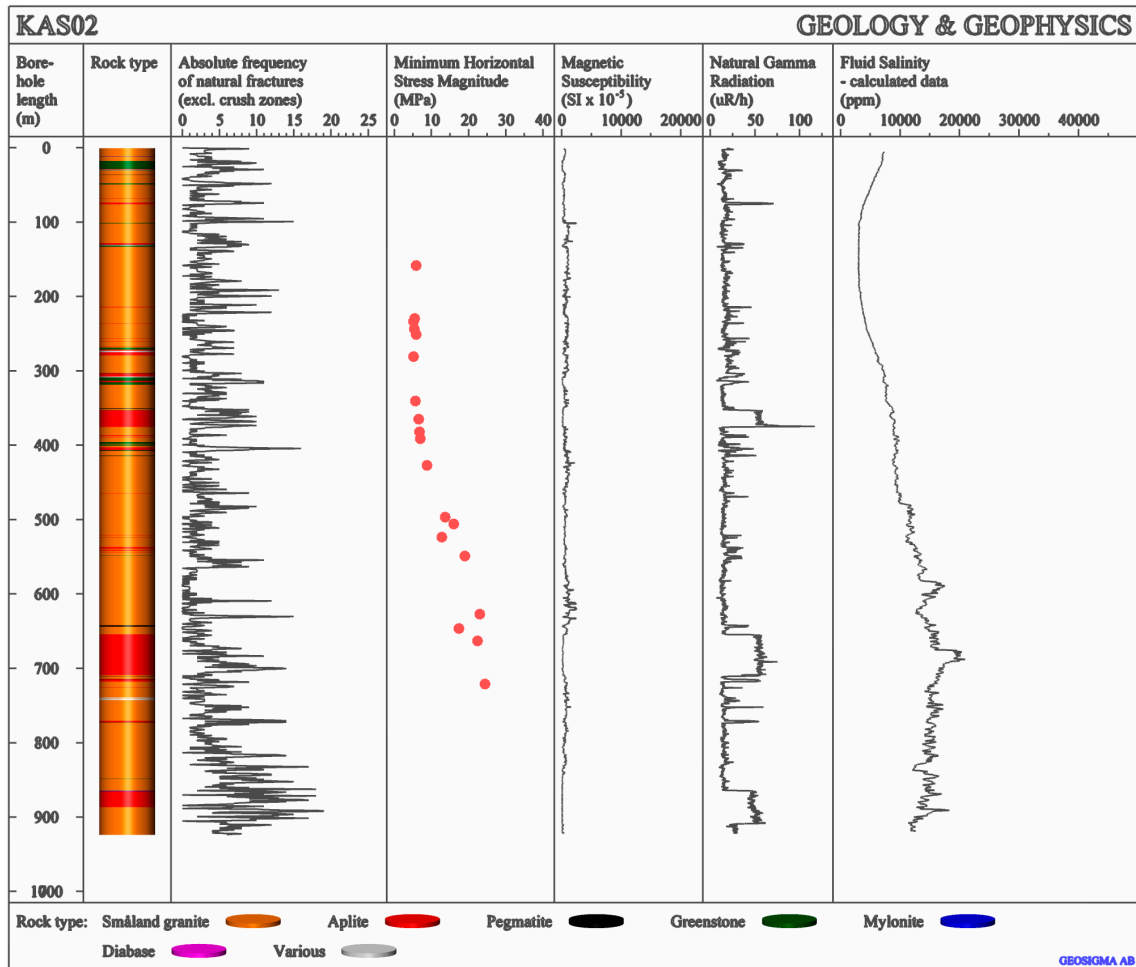 KAS02 GEOLOGY & GEOPHYSICS
Bore-
hole
length
(m)
Rock type
Absolute frequency
of natural fractures
(excl. crush zones)
Minimum Horizontal
Stress Magnitude
(MPa)
Magnetic
Susceptibility
(SI x 10⁻⁵)
Natural Gamma
Radiation
(uR/h)
Fluid Salinity
- calculated data
(ppm)
0 5 10 15 20 25 0 10 20 30 40 0 10000 20000 0 50 100 0 10000 20000 30000 40000
0
100
200
300
400
500
600
700
800
900
Rock type: Småland granite Aplite Pegmatite Greenstone Mylonite
Diabase Various
GEOSIGMA AB